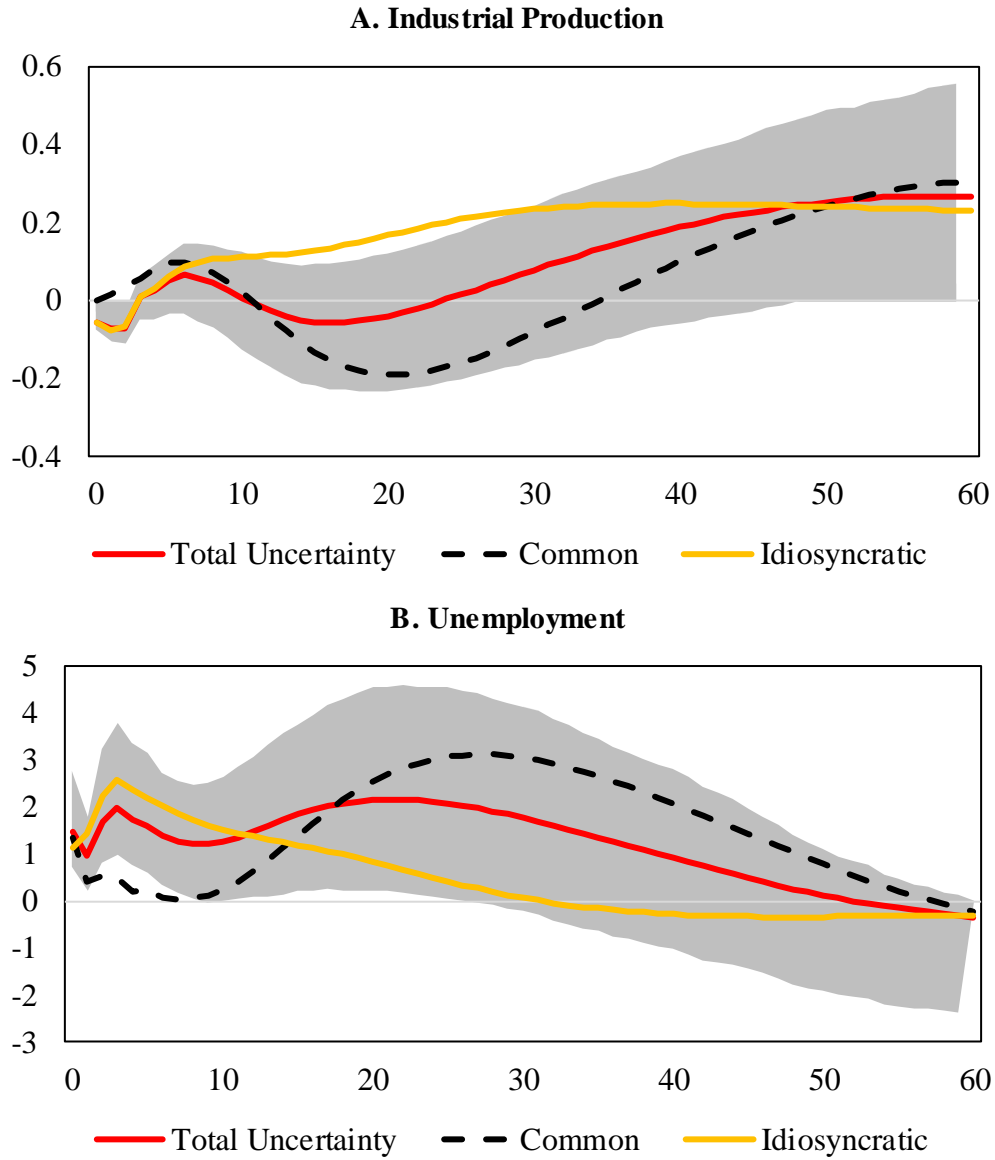 A. Industrial Production
0.6
0.4
0.2
0
-0.2
-0.4
0 10 20 30 40 50 60
Total Uncertainty Common Idiosyncratic
B. Unemployment
5
4
3
2
1
0
-1
-2
-3
0 10 20 30 40 50 60
Total Uncertainty Common Idiosyncratic